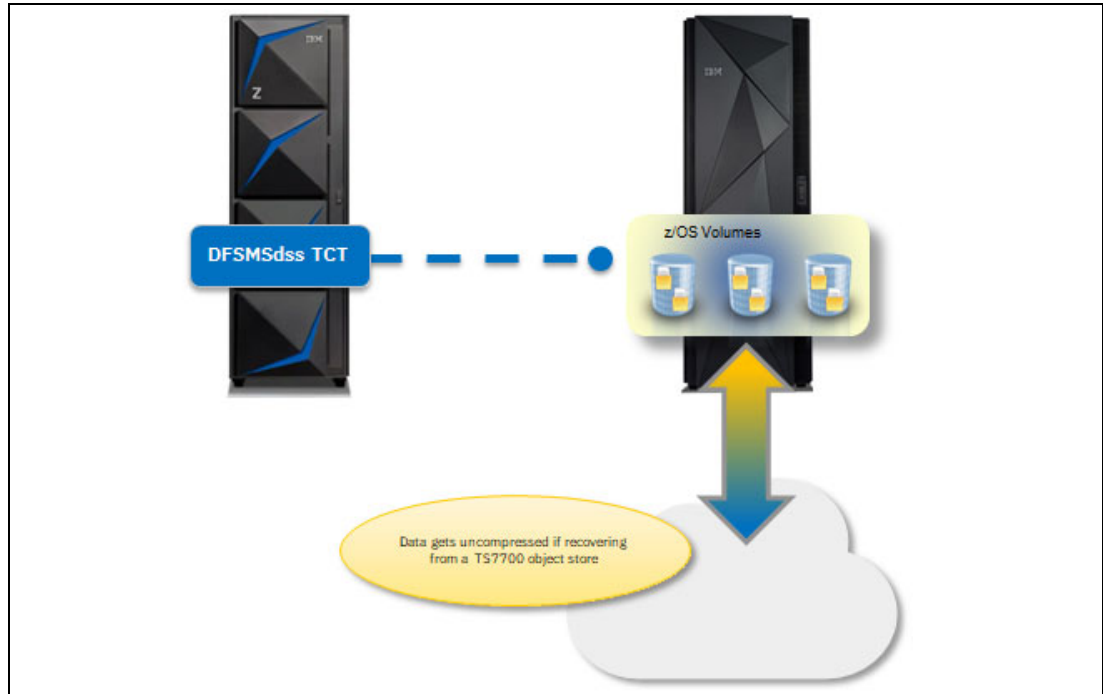 IBM
Z
DFSMSdss TCT
IBM
z/OS Volumes
Data gets uncompressed if recovering
from a TS7700 object store